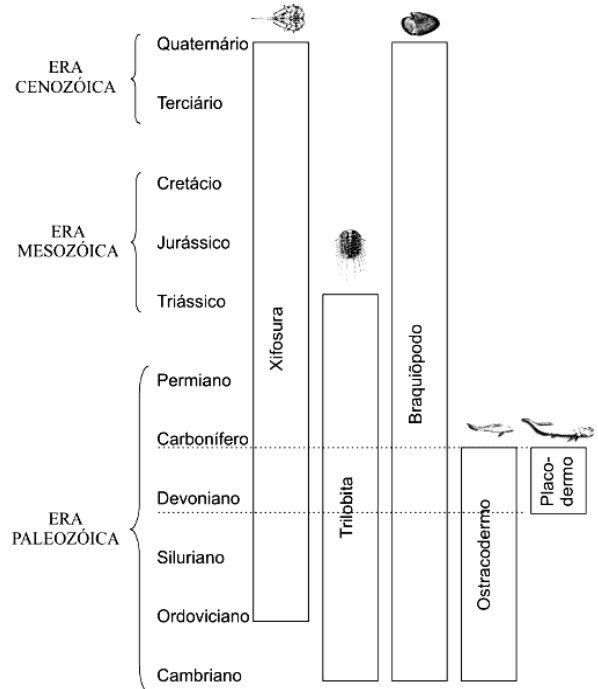 Quaternário
ERA
CENOZÓICA
Terciário
Cretácio
ERA
MESOZÓICA
Jurássico
Triássico
Xifosura
Braquiõpodo
Permiano
Carbonífero
Placo-
dermo
Trilobita
Devoniano
Ostracodermo
ERA
PALEOZÓICA
Siluriano
Ordoviciano
Cambriano